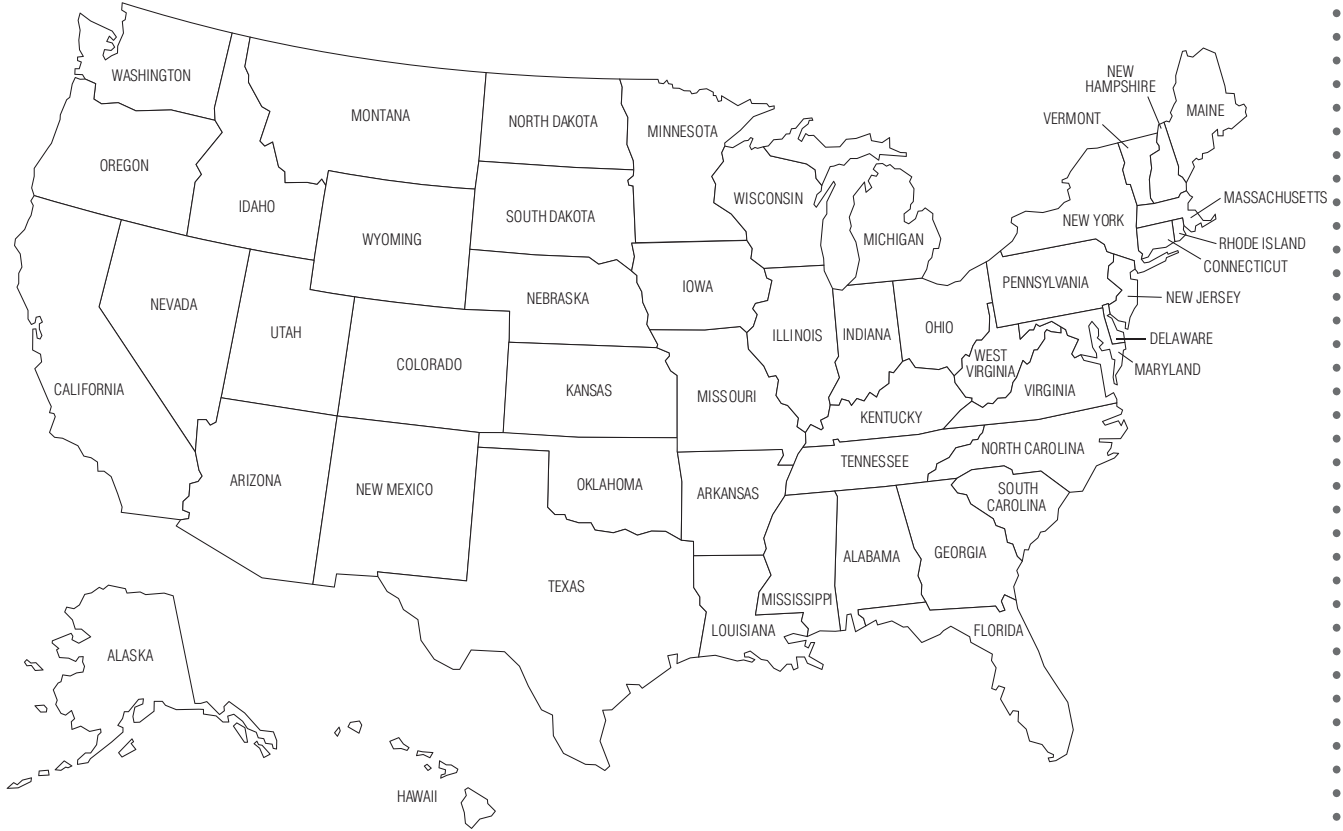 WASHINGTON
MONTANA
NORTH DAKOTA
MINNESOTA
NEW
HAMPSHIRE
VERMONT
MAINE
OREGON
IDAHO
WYOMING
SOUTH DAKOTA
WISCONSIN
MICHIGAN
NEW YORK
MASSACHUSETTS
RHODE ISLAND
CONNECTICUT
NEVADA
UTAH
COLORADO
NEBRASKA
IOWA
ILLINOIS
INDIANA
OHIO
PENNSYLVANIA
NEW JERSEY
DELAWARE
MARYLAND
CALIFORNIA
KANSAS
MISSOURI
KENTUCKY
WEST
VIRGINIA
VIRGINIA
ARIZONA
NEW MEXICO
OKLAHOMA
ARKANSAS
TENNESSEE
NORTH CAROLINA
SOUTH
CAROLINA
TEXAS
LOUISIANA
MISSISSIPPI
ALABAMA
GEORGIA
FLORIDA
ALASKA
HAWAII